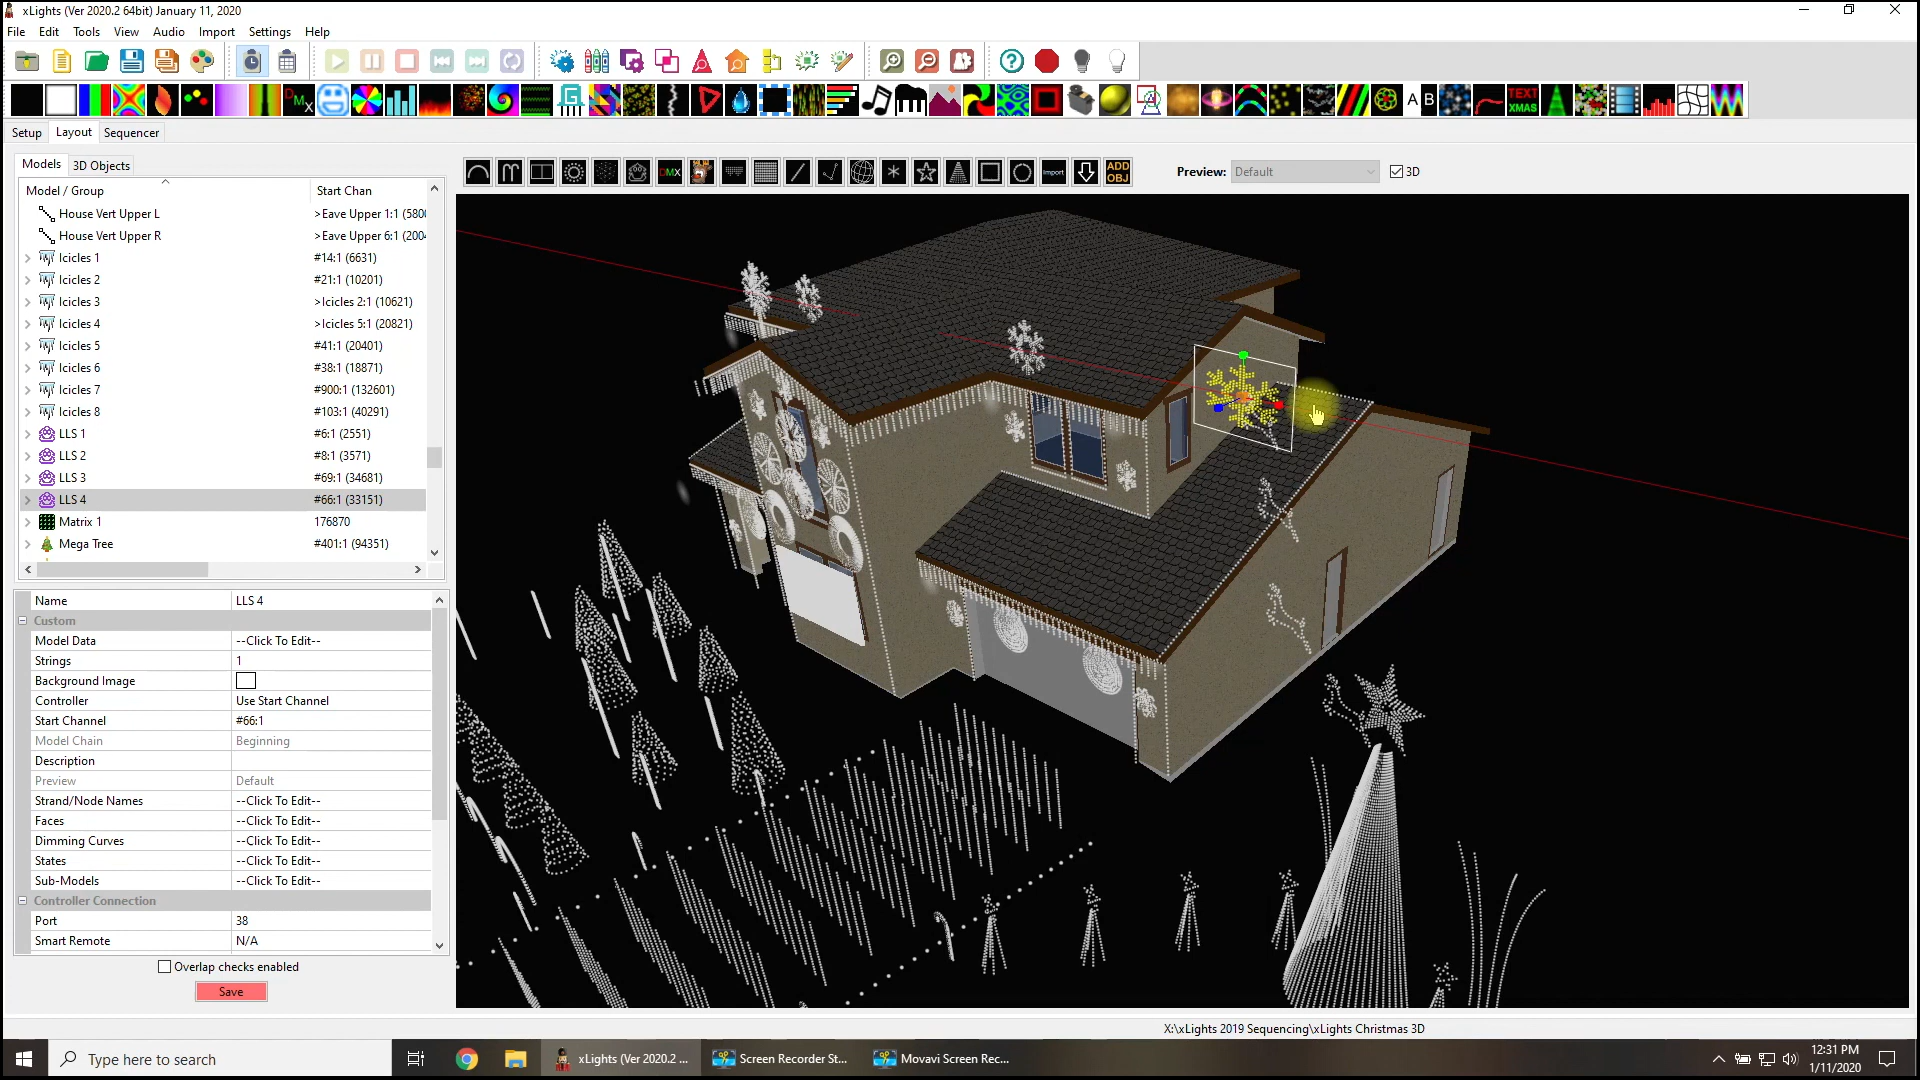 xLights (Ver 2020.2 64bit) January 11, 2020
File Edit Tools View Audio Import Settings Help
DMX A B TEXT XMAS
Setup Layout Sequencer
Models 3D Objects
DMX Import ADD OBJ Preview: Default 3D
Model / Group Start Chan
House Vert Upper L >Eave Upper 1:1 (580
House Vert Upper R >Eave Upper 6:1 (200
Icicles 1 #14:1 (6631)
Icicles 2 #21:1 (10201)
Icicles 3 >Icicles 2:1 (10621)
Icicles 4 >Icicles 5:1 (20821)
Icicles 5 #41:1 (20401)
Icicles 6 #38:1 (18871)
Icicles 7 #900:1 (132601)
Icicles 8 #103:1 (40291)
LLS 1 #6:1 (2551)
LLS 2 #8:1 (3571)
LLS 3 #69:1 (34681)
LLS 4 #66:1 (33151)
Matrix 1 176870
Mega Tree #401:1 (94351)
Name LLS 4
Custom
Model Data --Click To Edit--
Strings 1
Background Image
Controller Use Start Channel
Start Channel #66:1
Model Chain Beginning
Description
Preview Default
Strand/Node Names --Click To Edit--
Faces --Click To Edit--
Dimming Curves --Click To Edit--
States --Click To Edit--
Sub-Models --Click To Edit--
Controller Connection
Port 38
Smart Remote N/A
Overlap checks enabled
Save
X:\xLights 2019 Sequencing\xLights Christmas 3D
Type here to search xLights (Ver 2020.2 ... Screen Recorder St... Movavi Screen Rec... 12:31 PM
1/11/2020